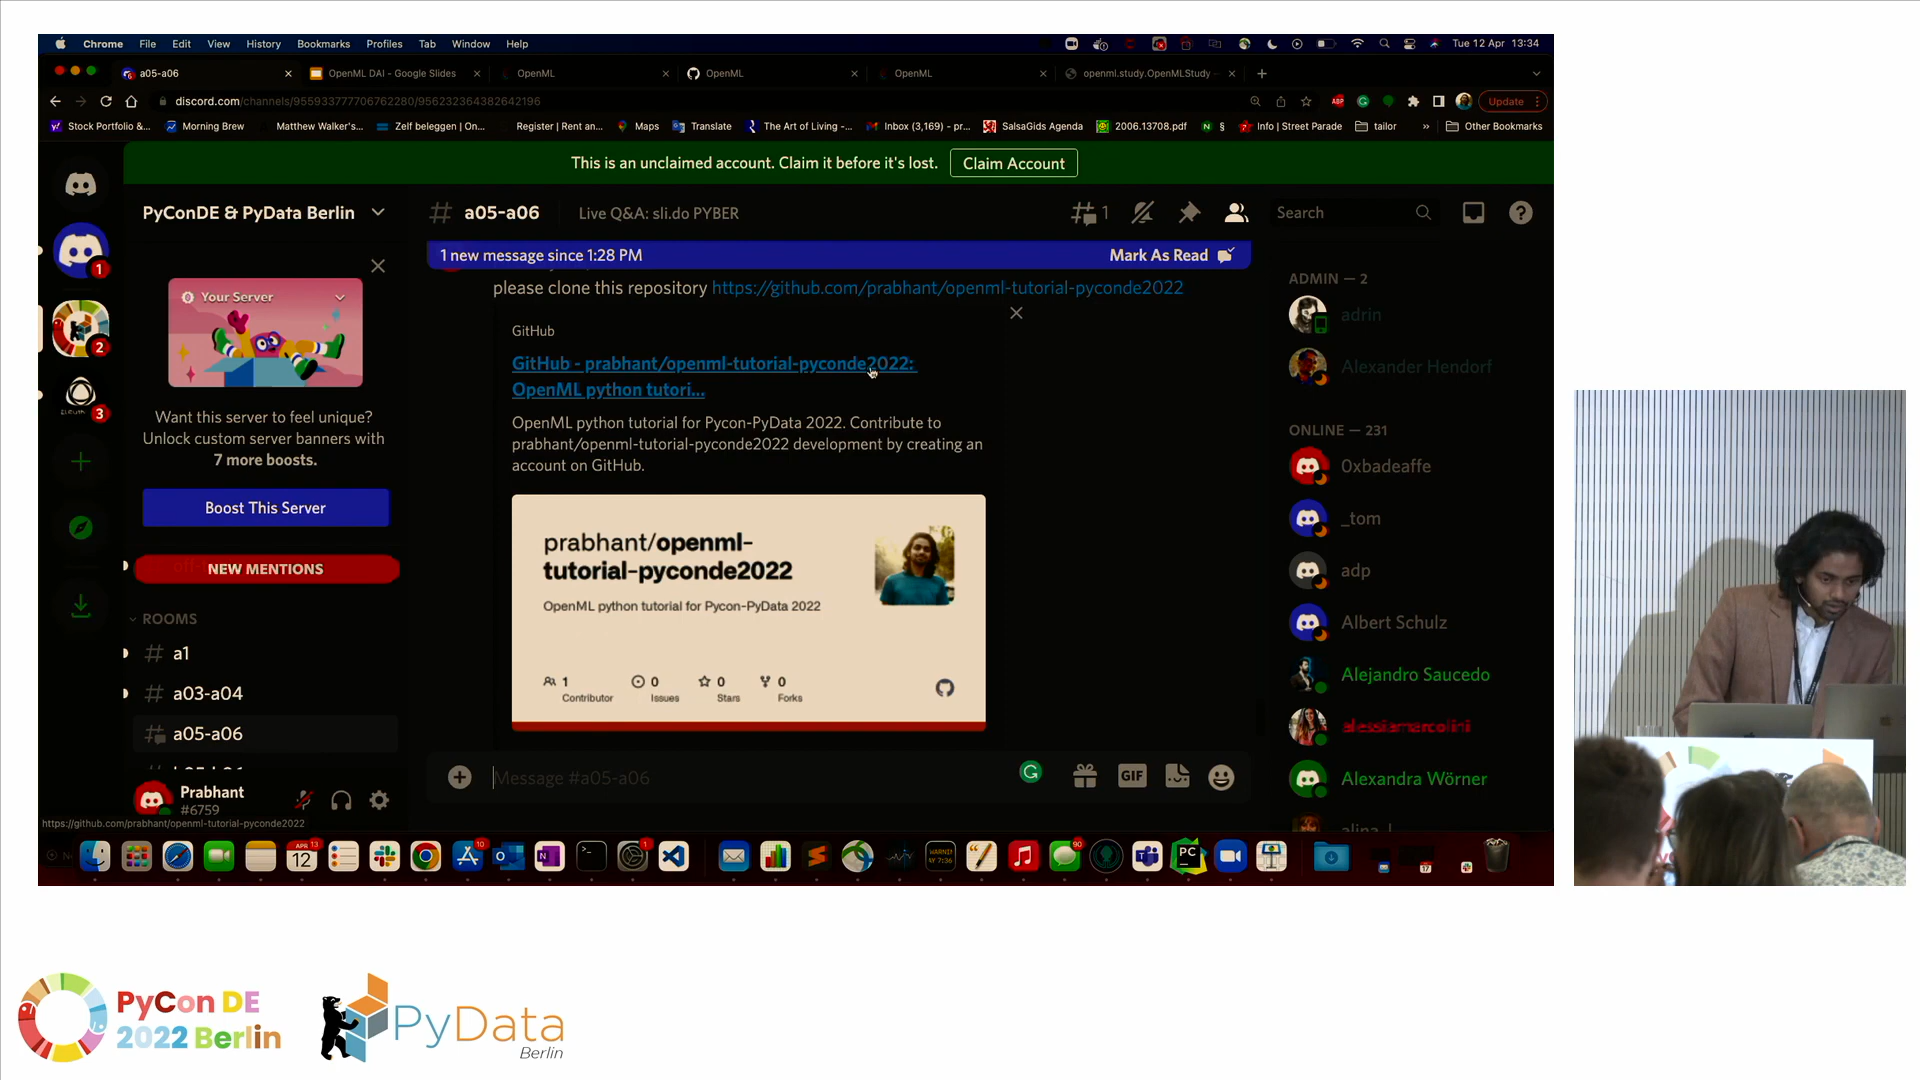 Chrome File Edit View History Bookmarks Profiles Tab Window Help
Tue 12 Apr 13:34
a05-a06
OpenML DAI - Google Slides
OpenML
OpenML
OpenML
openml.study.OpenMLStudy
discord.com/channels/955933777706762280/956232364382642196
Update
Stock Portfolio &...
Morning Brew
Matthew Walker's...
Zelf beleggen | On...
Register | Rent an...
Maps
Translate
The Art of Living -...
Inbox (3,169) - pr...
SalsaGids Agenda
2006.13708.pdf
N §
Info | Street Parade
tailor
»
Other Bookmarks
This is an unclaimed account. Claim it before it's lost.
Claim Account
PyConDE & PyData Berlin
a05-a06
Live Q&A: sli.do PYBER
1
Search
1 new message since 1:28 PM
Mark As Read
please clone this repository https://github.com/prabhant/openml-tutorial-pyconde2022
GitHub
GitHub - prabhant/openml-tutorial-pyconde2022:
OpenML python tutori...
OpenML python tutorial for Pycon-PyData 2022. Contribute to
prabhant/openml-tutorial-pyconde2022 development by creating an
account on GitHub.
prabhant/openml-
tutorial-pyconde2022
OpenML python tutorial for Pycon-PyData 2022
1
Contributor
0
Issues
0
Stars
0
Forks
Message #a05-a06
GIF
1
2
3
Your Server
Want this server to feel unique?
Unlock custom server banners with
7 more boosts.
Boost This Server
NEW MENTIONS
ROOMS
a1
a03-a04
a05-a06
Prabhant
#6759
https://github.com/prabhant/openml-tutorial-pyconde2022
ADMIN — 2
adrin
Alexander Hendorf
ONLINE — 231
0xbadeaffe
_tom
adp
Albert Schulz
Alejandro Saucedo
alessiamercolini
Alexandra Wörner
PyCon DE
2022 Berlin
PyData
Berlin